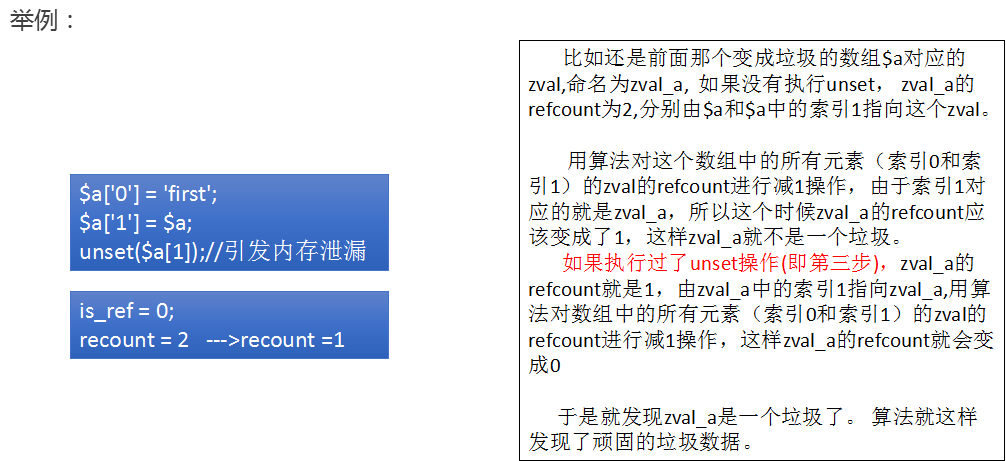 举例：
$a['0'] = 'first';
$a['1'] = $a;
unset($a[1]);//引发内存泄漏
is_ref = 0;
recount = 2 --->recount =1
比如还是前面那个变成垃圾的数组$a对应的
zval,命名为zval_a, 如果没有执行unset， zval_a的
refcount为2,分别由$a和$a中的索引1指向这个zval。
用算法对这个数组中的所有元素（索引0和索
引1）的zval的refcount进行减1操作，由于索引1对
应的就是zval_a，所以这个时候zval_a的refcount应
该变成了1，这样zval_a就不是一个垃圾。
如果执行过了unset操作(即第三步)，zval_a的
refcount就是1，由zval_a中的索引1指向zval_a,用算
法对数组中的所有元素（索引0和索引1）的zval的
refcount进行减1操作，这样zval_a的refcount就会变
成0
于是就发现zval_a是一个垃圾了。 算法就这样
发现了顽固的垃圾数据。